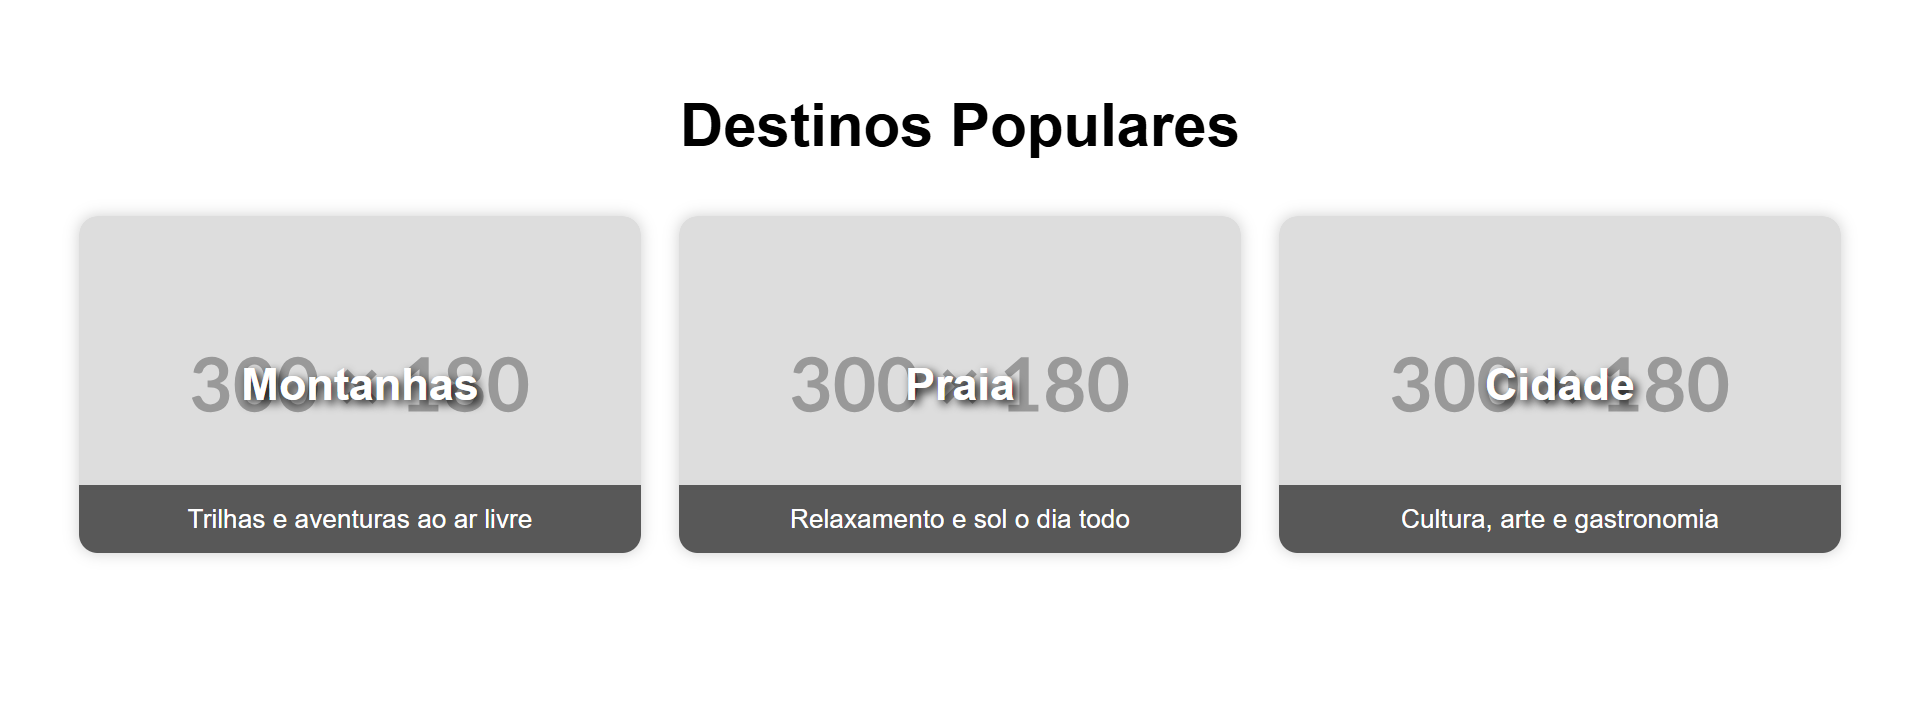 Destinos Populares
300 × 180
Montanhas
Trilhas e aventuras ao ar livre
300 × 180
Praia
Relaxamento e sol o dia todo
300 × 180
Cidade
Cultura, arte e gastronomia